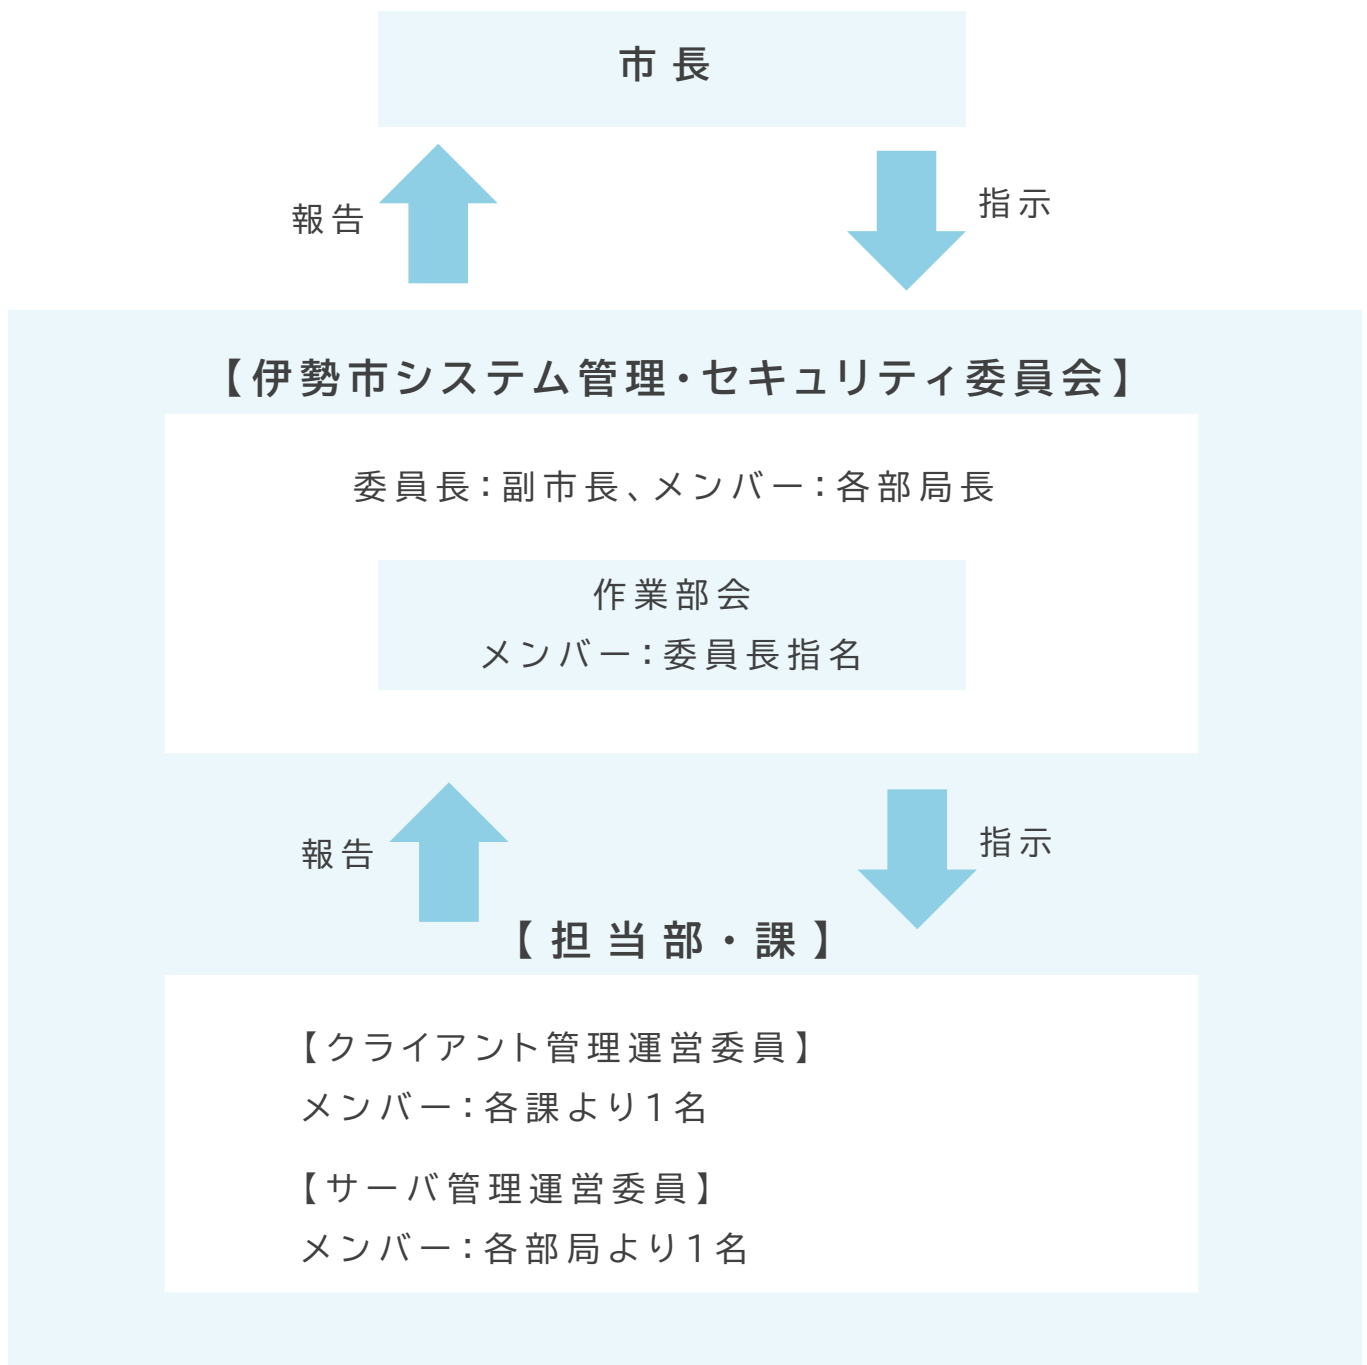 市長
報告
指示
【伊勢市システム管理・セキュリティ委員会】
委員長：副市長、メンバー：各部局長
作業部会
メンバー：委員長指名
報告
指示
【担当部・課】
【クライアント管理運営委員】
メンバー：各課より1名
【サーバ管理運営委員】
メンバー：各部局より1名